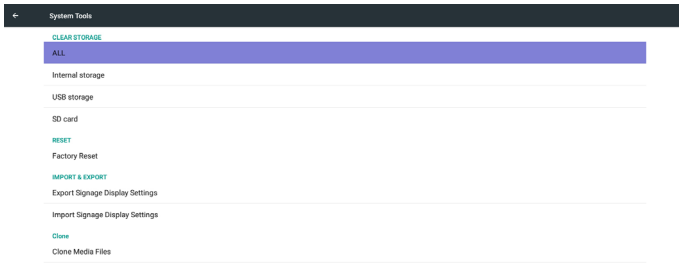 System Tools
CLEAR STORAGE
ALL
Internal storage
USB storage
SD card
RESET
Factory Reset
IMPORT & EXPORT
Export Signage Display Settings
Import Signage Display Settings
Clone
Clone Media Files